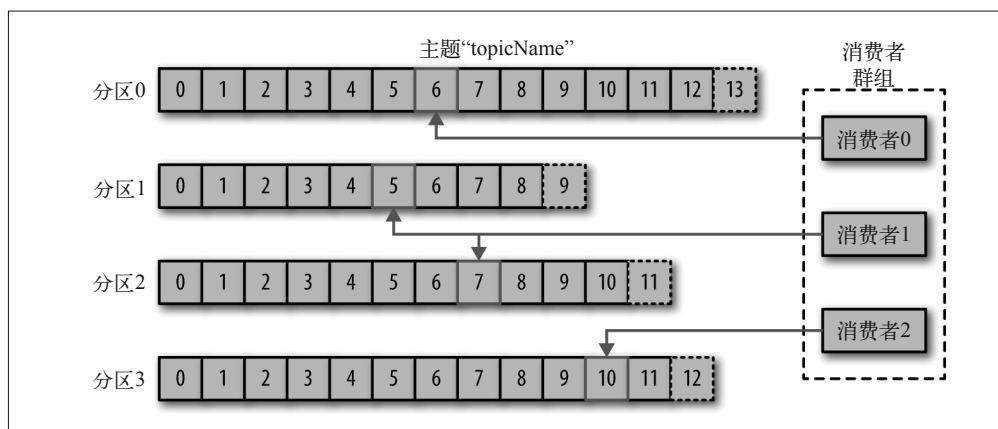 主题“topicName”
消费者
群组
分区0 0 1 2 3 4 5 6 7 8 9 10 11 12 13
消费者0
分区1 0 1 2 3 4 5 6 7 8 9
消费者1
分区2 0 1 2 3 4 5 6 7 8 9 10 11
消费者2
分区3 0 1 2 3 4 5 6 7 8 9 10 11 12